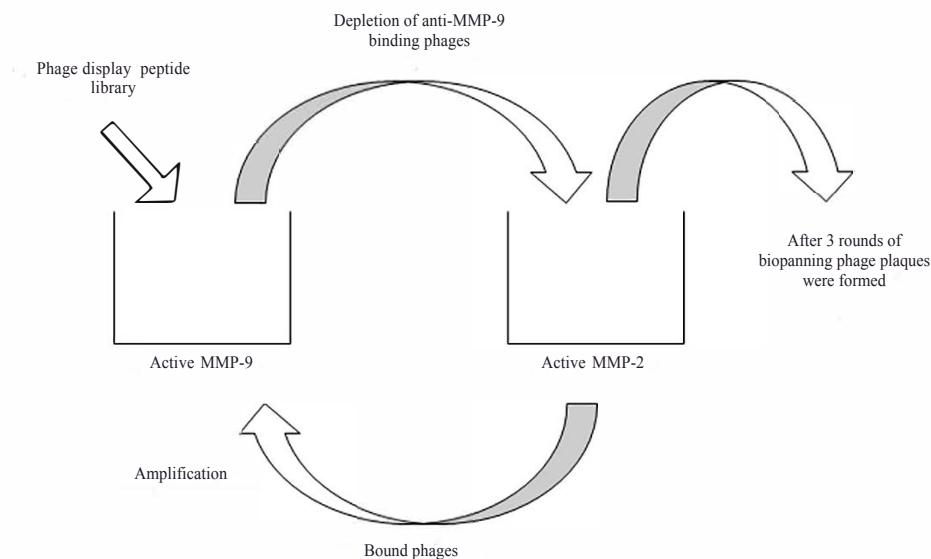 Depletion of anti-MMP-9
binding phages
Phage display peptide
library
After 3 rounds of
biopanning phage plaques
were formed
Active MMP-9
Active MMP-2
Amplification
Bound phages